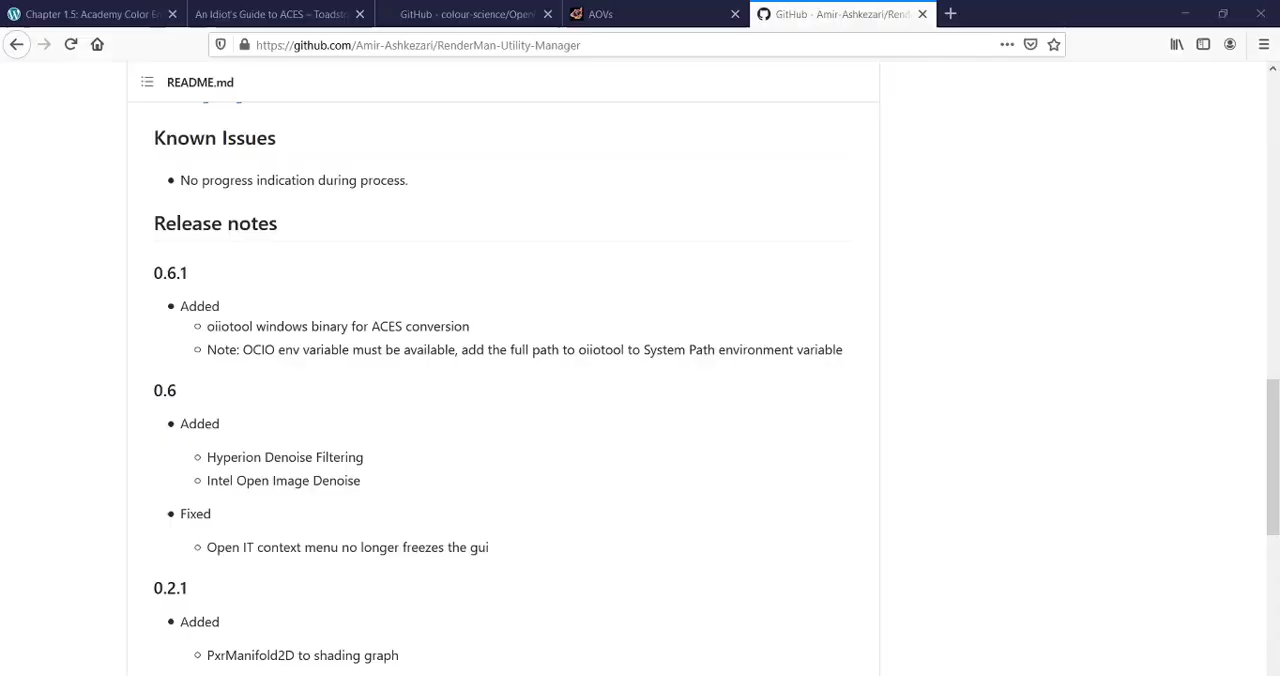 Chapter 1.5: Academy Color En
An Idiot's Guide to ACES – Toadsto
GitHub - colour-science/Open
AOVs
GitHub - Amir-Ashkezari/Rend
https://github.com/Amir-Ashkezari/RenderMan-Utility-Manager
README.md
Known Issues
No progress indication during process.
Release notes
0.6.1
Added
oiiotool windows binary for ACES conversion
Note: OCIO env variable must be available, add the full path to oiiotool to System Path environment variable
0.6
Added
Hyperion Denoise Filtering
Intel Open Image Denoise
Fixed
Open IT context menu no longer freezes the gui
0.2.1
Added
PxrManifold2D to shading graph